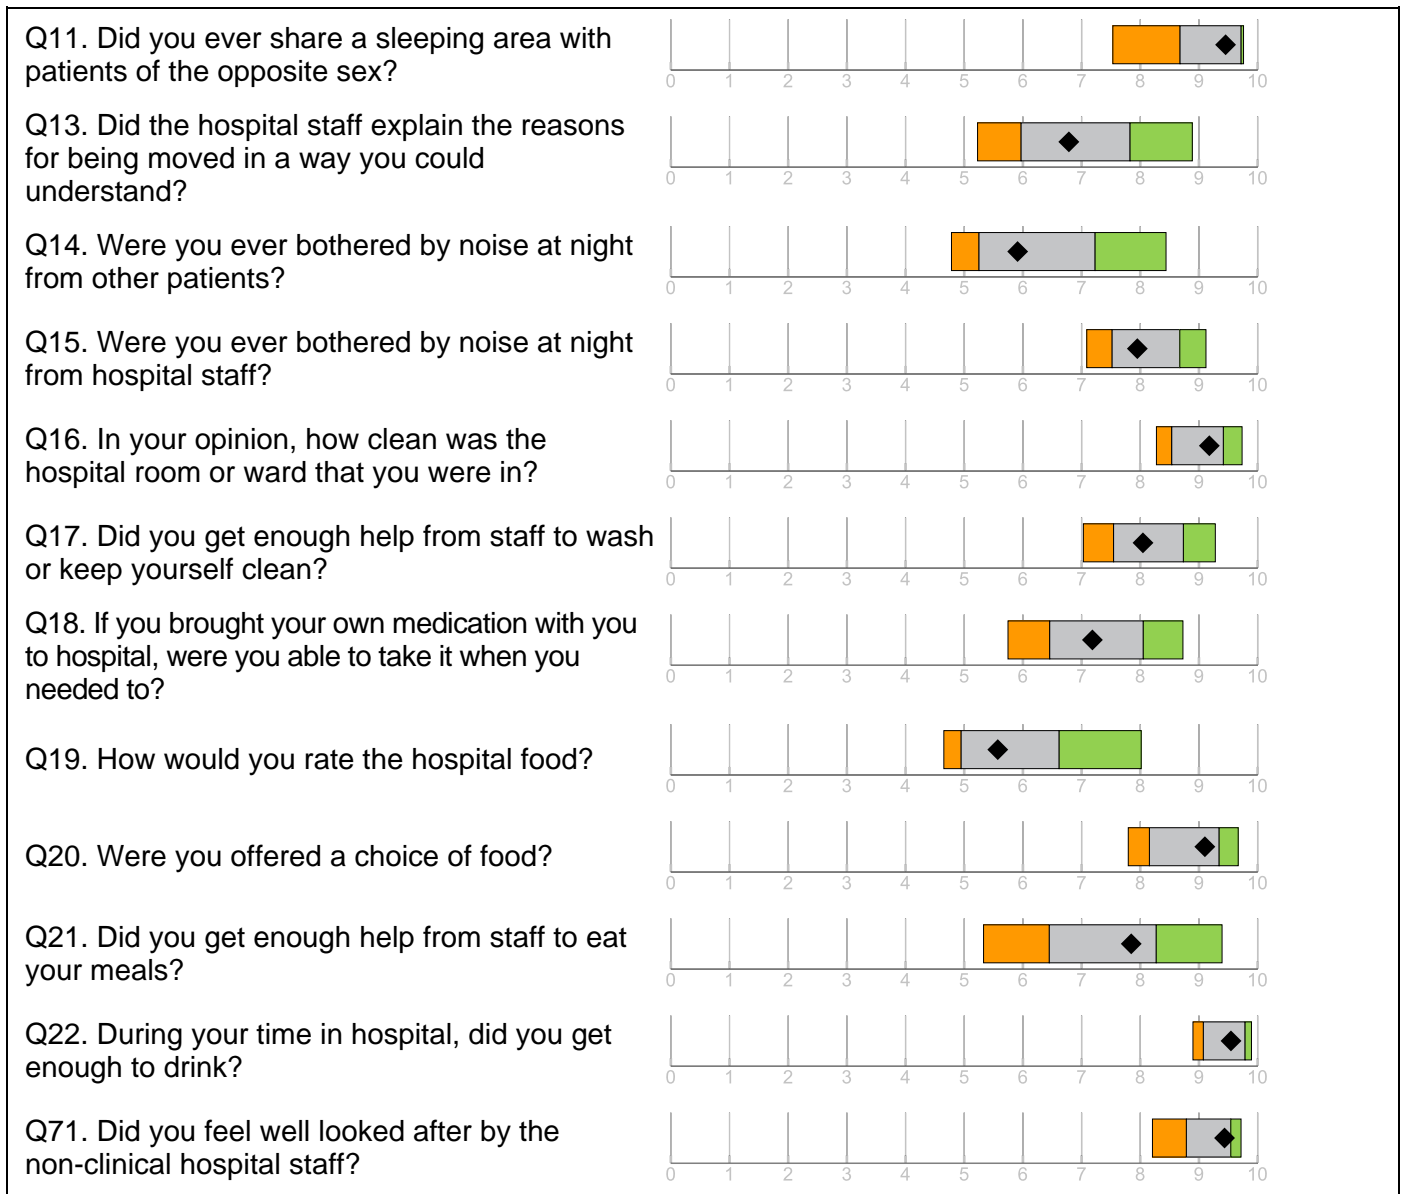 Q11. Did you ever share a sleeping area with
patients of the opposite sex?
0 1 2 3 4 5 6 7 8 9 10
Q13. Did the hospital staff explain the reasons
for being moved in a way you could
understand?
0 1 2 3 4 5 6 7 8 9 10
Q14. Were you ever bothered by noise at night
from other patients?
0 1 2 3 4 5 6 7 8 9 10
Q15. Were you ever bothered by noise at night
from hospital staff?
0 1 2 3 4 5 6 7 8 9 10
Q16. In your opinion, how clean was the
hospital room or ward that you were in?
0 1 2 3 4 5 6 7 8 9 10
Q17. Did you get enough help from staff to wash
or keep yourself clean?
0 1 2 3 4 5 6 7 8 9 10
Q18. If you brought your own medication with you
to hospital, were you able to take it when you
needed to?
0 1 2 3 4 5 6 7 8 9 10
Q19. How would you rate the hospital food?
0 1 2 3 4 5 6 7 8 9 10
Q20. Were you offered a choice of food?
0 1 2 3 4 5 6 7 8 9 10
Q21. Did you get enough help from staff to eat
your meals?
0 1 2 3 4 5 6 7 8 9 10
Q22. During your time in hospital, did you get
enough to drink?
0 1 2 3 4 5 6 7 8 9 10
Q71. Did you feel well looked after by the
non-clinical hospital staff?
0 1 2 3 4 5 6 7 8 9 10